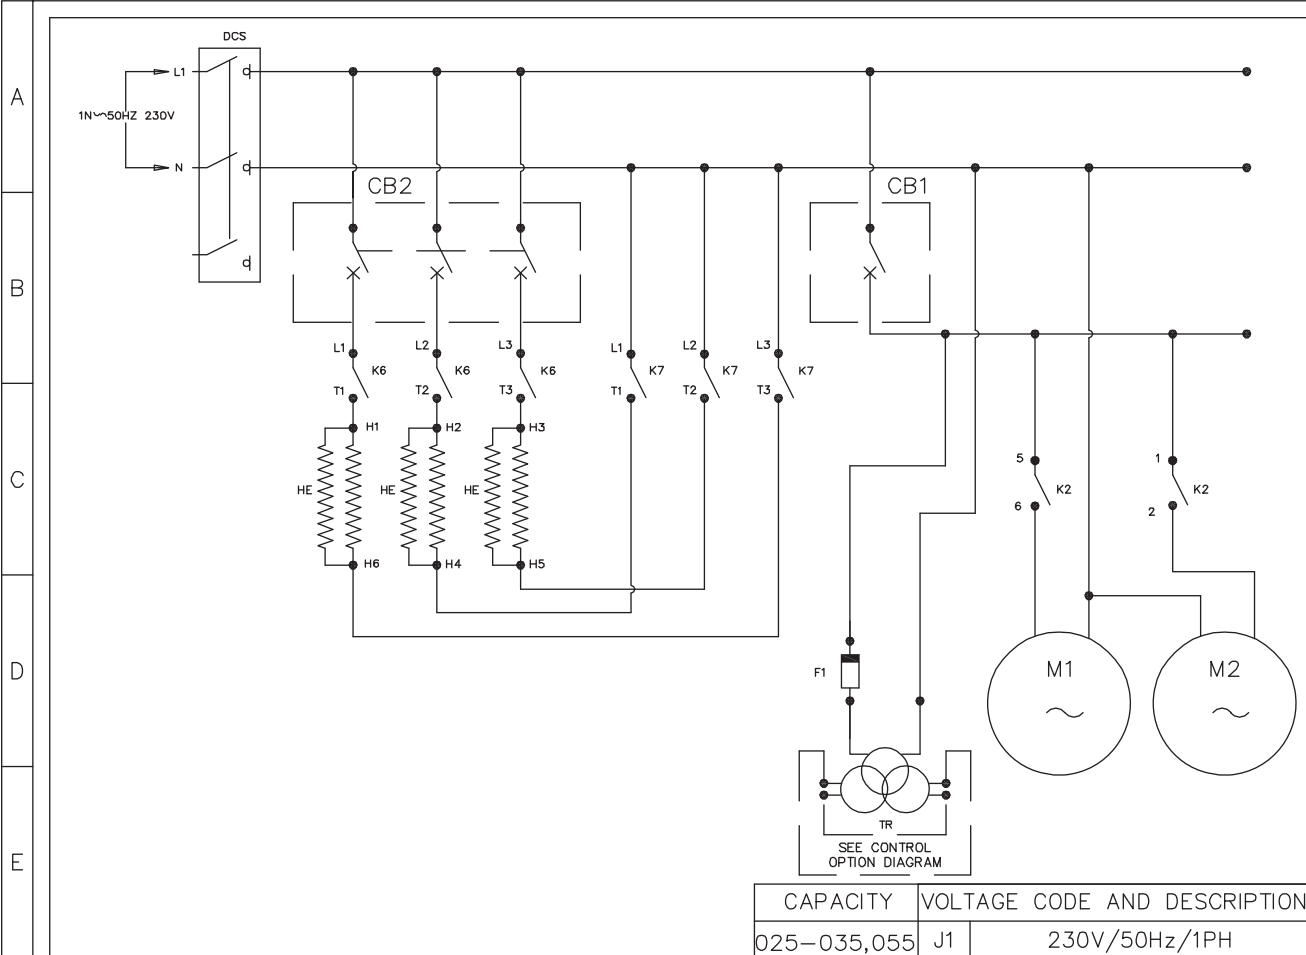 DCS
A
L1
1N~50HZ 230V
N
CB2
CB1
B
L1 L2 L3 L1 L2 L3
K6 K6 K6 K7 K7 K7
T1 T2 T3 T1 T2 T3
H1 H2 H3
5 1
C
HE HE HE
K2 K2
6 2
H6 H4 H5
D
M1 M2
F1
TR
SEE CONTROL
OPTION DIAGRAM
E
CAPACITY VOLTAGE CODE AND DESCRIPTION
025-035,055 J1 230V/50Hz/1PH